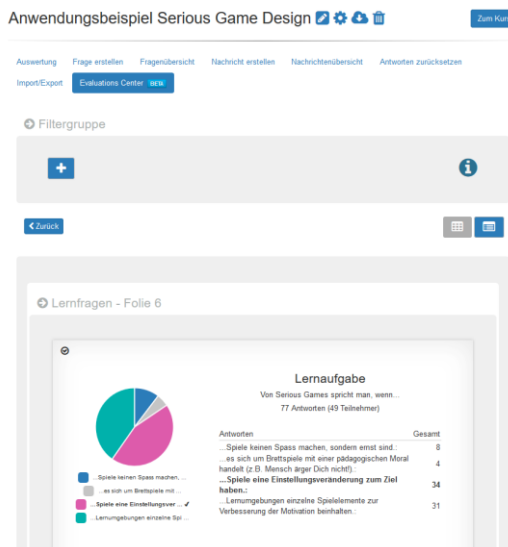 Anwendungsbeispiel Serious Game Design
Zum Kurs
Auswertung Frage erstellen Fragenübersicht Nachricht erstellen Nachrichtenübersicht Antworten zurücksetzen
Import/Export Evaluations Center BETA
Filtergruppe
Zurück
Lernfragen - Folie 6
Lernaufgabe
Von Serious Games spricht man, wenn...
77 Antworten (49 Teilnehmer)
Antworten Gesamt
...Spiele keinen Spass machen, sondern ernst sind.: 8
...es sich um Brettspiele mit einer pädagogischen Moral
handelt (z.B. Mensch ärger Dich nicht!).: 4
...Spiele eine Einstellungsveränderung zum Ziel
haben.: 34
...Lernumgebungen einzelne Spielelemente zur
Verbesserung der Motivation beinhalten.: 31
...Spiele keinen Spass machen, ...
...es sich um Brettspiele mit ...
...Spiele eine Einstellungsver ... ✓
...Lernumgebungen einzelne Spi ...